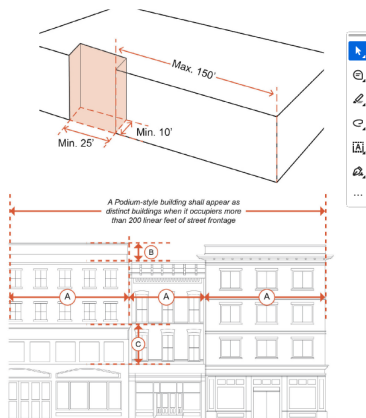 Max. 150'
Min. 10'
Min. 25'
A Podium-style building shall appear as
distinct buildings when it occupiers more
than 200 linear feet of street frontage
B
A
A
A
C